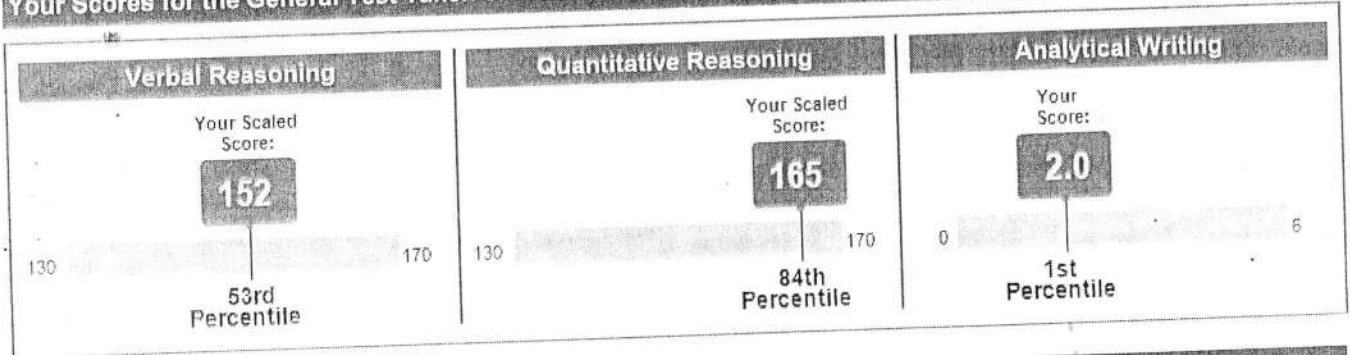 Your Scores for the General Test Taken
Verbal Reasoning
Your Scaled
Score:
152
130
170
53rd
Percentile
Quantitative Reasoning
Your Scaled
Score:
165
130
170
84th
Percentile
Analytical Writing
Your
Score:
2.0
0
6
1st
Percentile